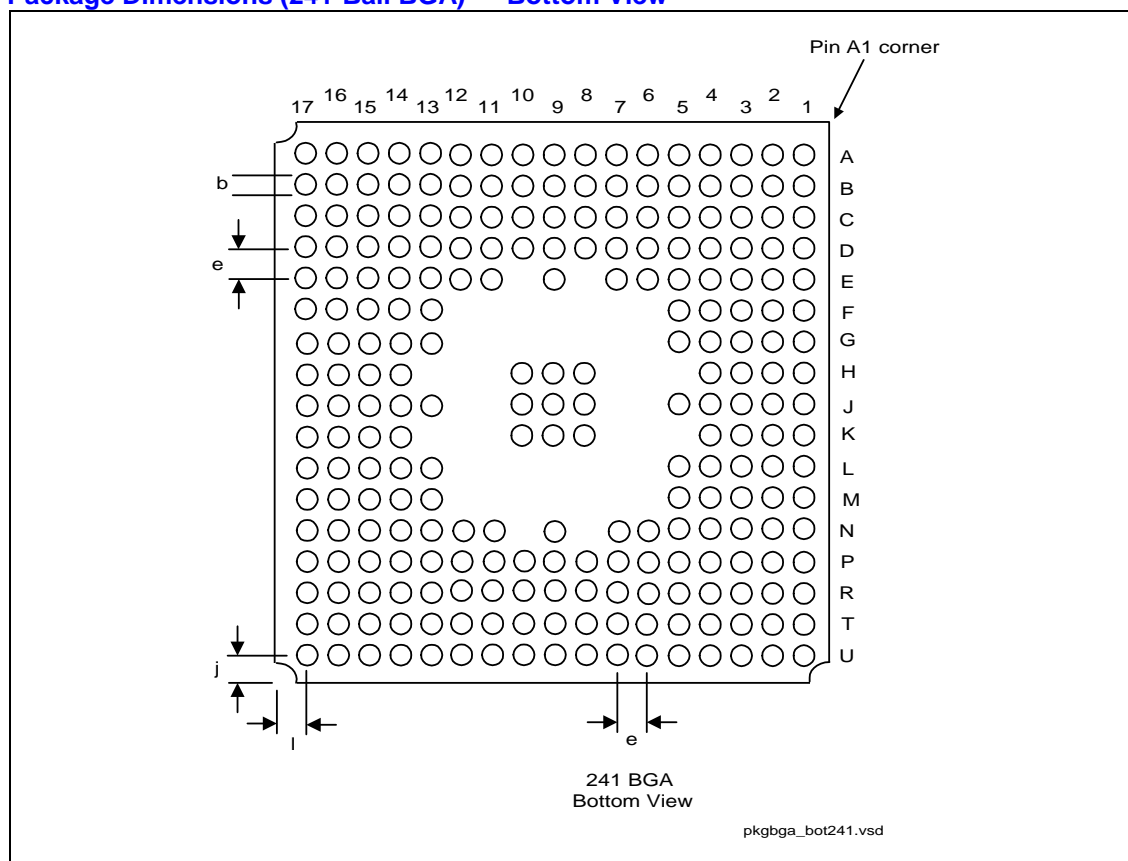 Package Dimensions (241-Ball BGA) — Bottom View
Pin A1 corner
17 16 15 14 13 12 11 10 9 8 7 6 5 4 3 2 1
A
b
B
C
D
e
E
F
G
H
J
K
L
M
N
P
R
T
j
U
l
e
241 BGA
Bottom View
pkgbga_bot241.vsd